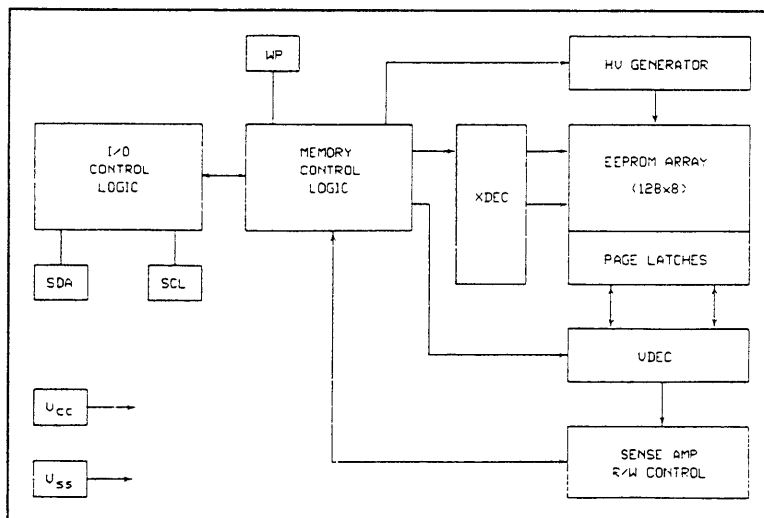 WP
HV GENERATOR
I/O
CONTROL
LOGIC
MEMORY
CONTROL
LOGIC
XDEC
EEPROM ARRAY
(128x8)
PAGE LATCHES
SDA
SCL
VDEC
Vcc
SENSE AMP
R/W CONTROL
Vss